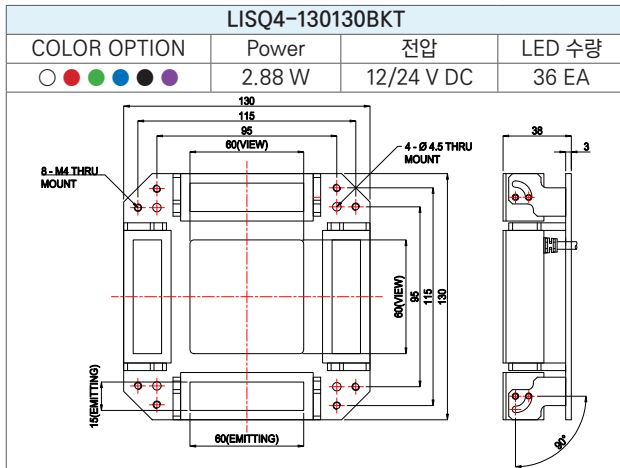 LISQ4-130130BKT
COLOR OPTION Power 전압 LED 수량
2.88 W 12/24 V DC 36 EA
130
115
95
60(VIEW)
8 - M4 THRU
MOUNT
4 - Ø 4.5 THRU
MOUNT
38
3
60(VIEW)
95
115
130
15(EMITTING)
60(EMITTING)
90°